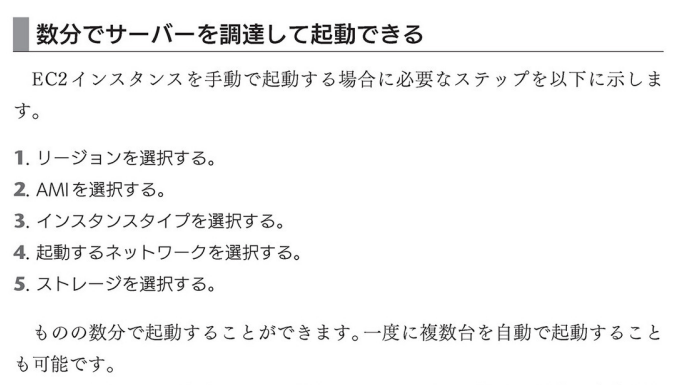 数分でサーバーを調達して起動できる
EC2インスタンスを手動で起動する場合に必要なステップを以下に示しま
す。
1. リージョンを選択する。
2. AMIを選択する。
3. インスタンスタイプを選択する。
4. 起動するネットワークを選択する。
5. ストレージを選択する。
ものの数分で起動することができます。一度に複数台を自動で起動すること
も可能です。